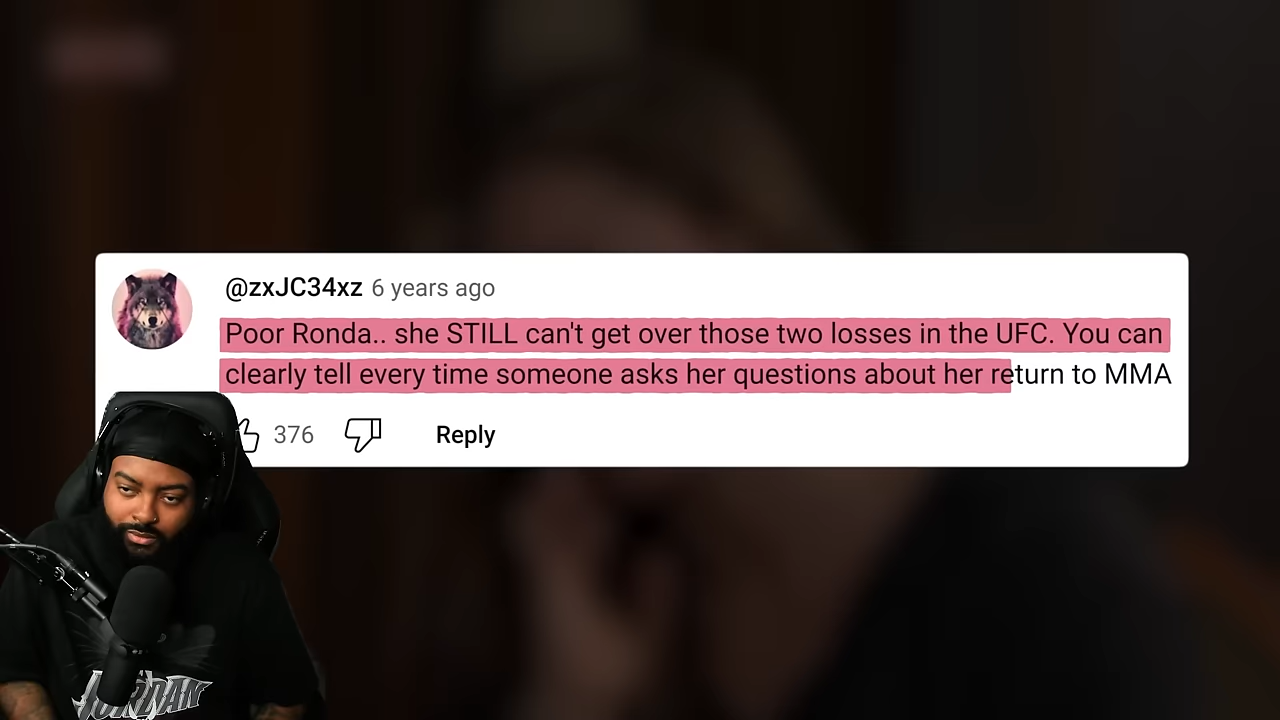 @zxJC34xz 6 years ago
Poor Ronda.. she STILL can't get over those two losses in the UFC. You can
clearly tell every time someone asks her questions about her return to MMA
376 Reply
JORDAN